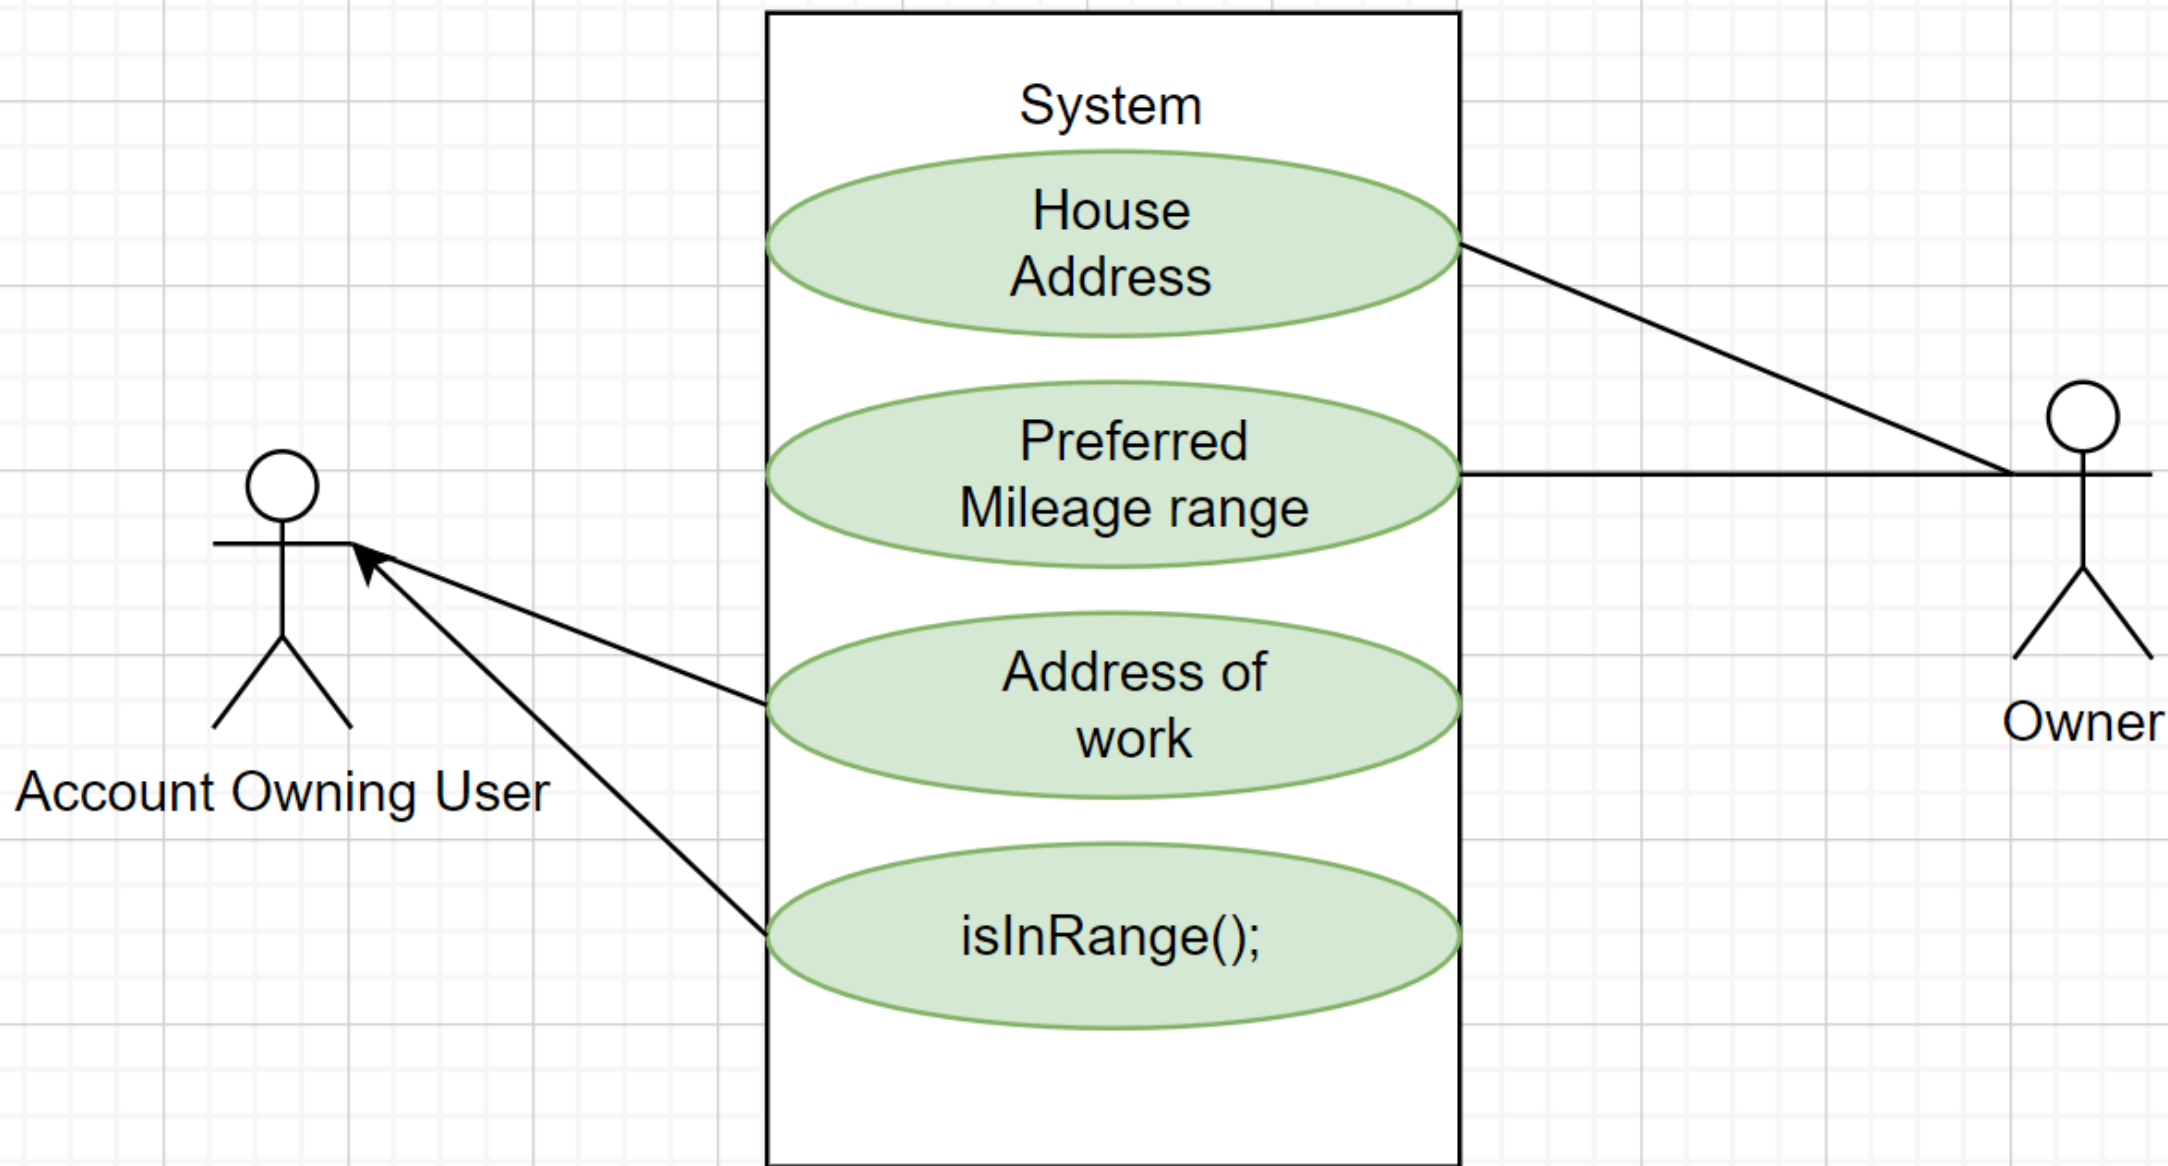 System
House
Address
Preferred
Mileage range
Address of
work
isInRange();
Account Owning User
Owner